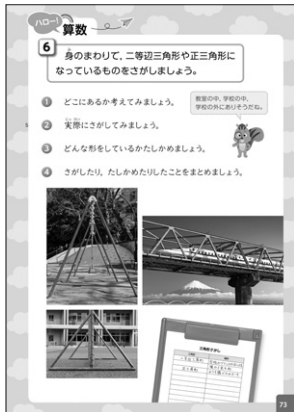 ハロー!
算数
6
身のまわりで，二等辺三角形や正三角形に
なっているものをさがしましょう。
1 どこにあるか考えてみましょう。
教室の中，学校の中，
学校の外にありそうだね。
2 実際にさがしてみましょう。
3 どんな形をしているかたしかめましょう。
4 さがしたり，たしかめたりしたことをまとめましょう。
三角形さがし
73